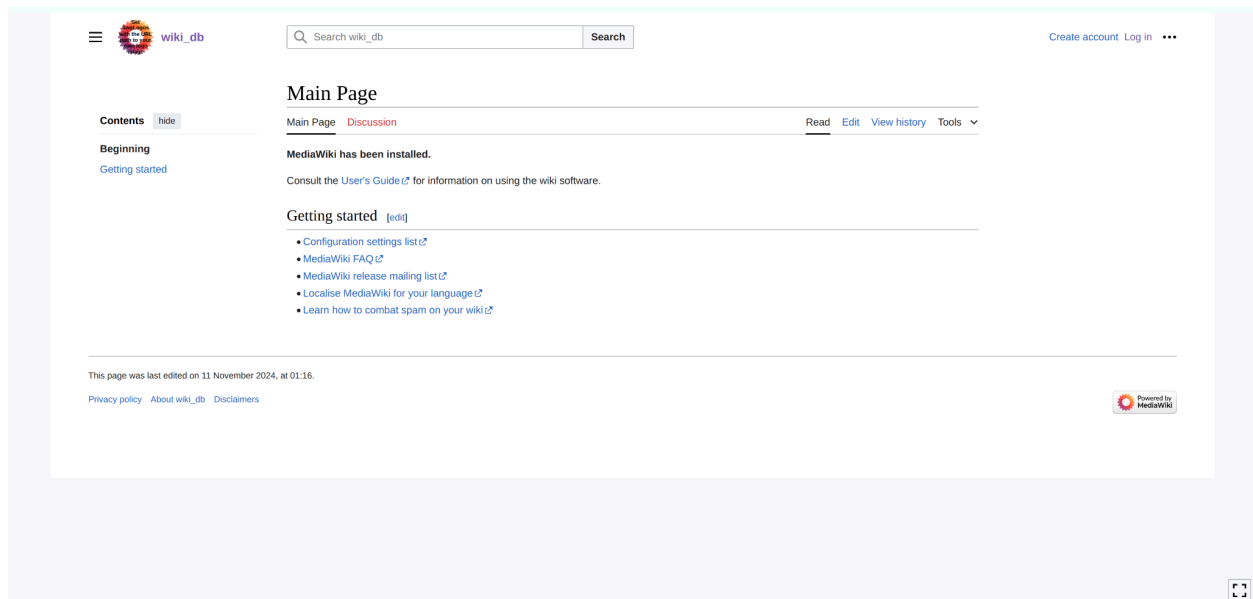 wiki_db
Search wiki_db
Search
Create account Log in
Main Page
Contents hide
Main Page Discussion
Read Edit View history Tools
Beginning
Getting started
MediaWiki has been installed.
Consult the User's Guide for information on using the wiki software.
Getting started [edit]
Configuration settings list
MediaWiki FAQ
MediaWiki release mailing list
Localise MediaWiki for your language
Learn how to combat spam on your wiki
This page was last edited on 11 November 2024, at 01:16.
Privacy policy About wiki_db Disclaimers
Powered by
MediaWiki